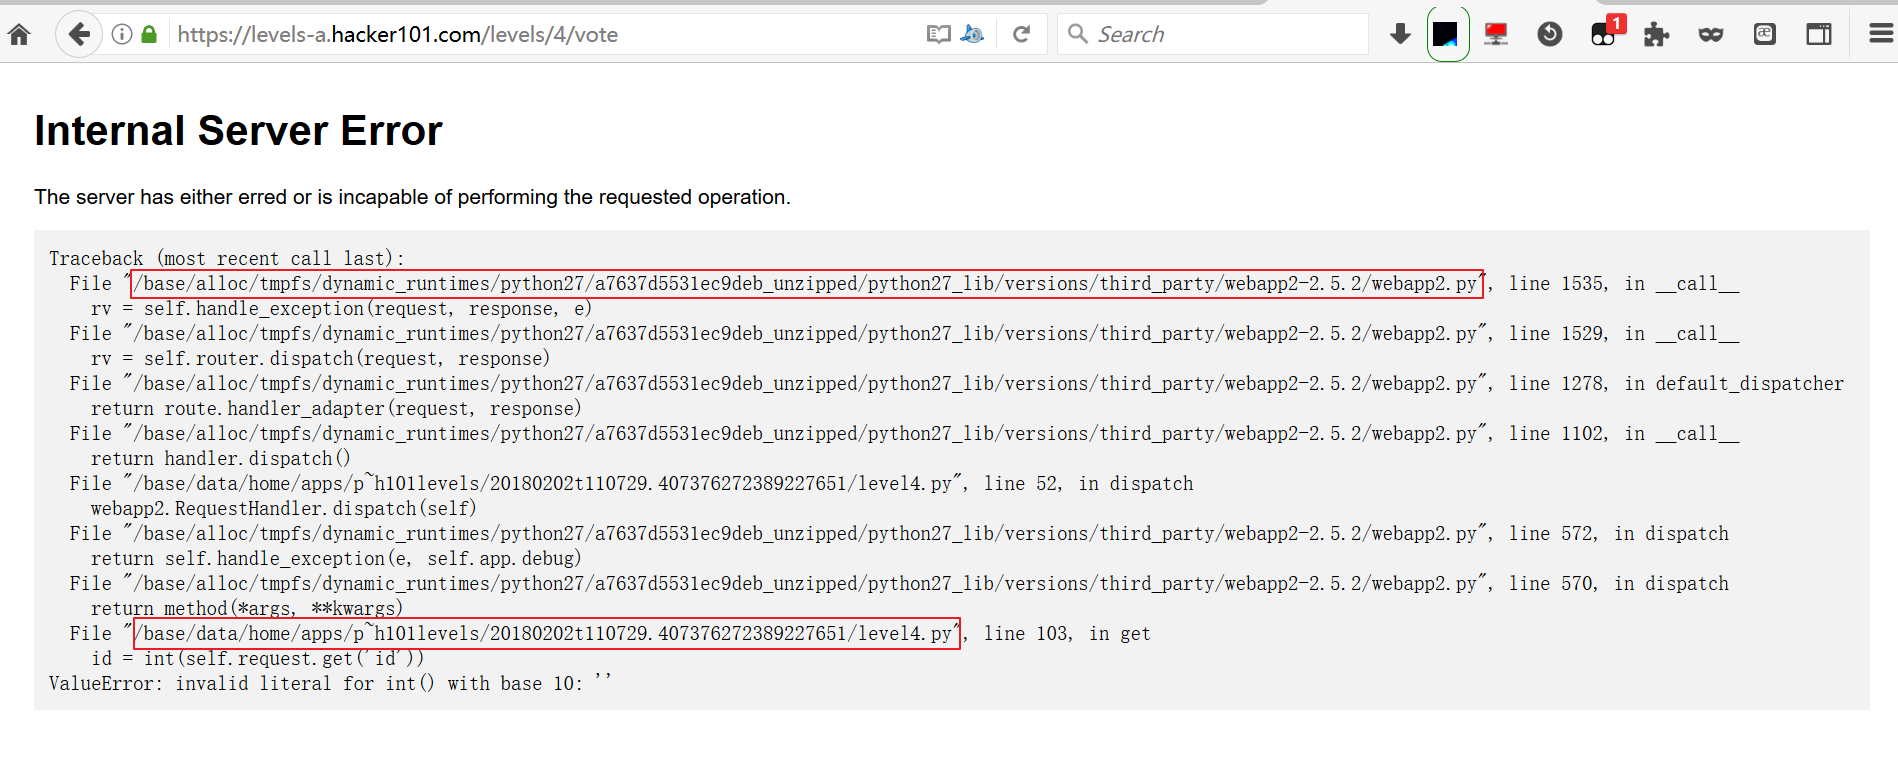 https://levels-a.hacker101.com/levels/4/vote
Search
1
æ
Internal Server Error
The server has either erred or is incapable of performing the requested operation.
Traceback (most recent call last):
File "/base/alloc/tmpfs/dynamic_runtimes/python27/a7637d5531ec9deb_unzipped/python27_lib/versions/third_party/webapp2-2.5.2/webapp2.py", line 1535, in __call__
rv = self.handle_exception(request, response, e)
File "/base/alloc/tmpfs/dynamic_runtimes/python27/a7637d5531ec9deb_unzipped/python27_lib/versions/third_party/webapp2-2.5.2/webapp2.py", line 1529, in __call__
rv = self.router.dispatch(request, response)
File "/base/alloc/tmpfs/dynamic_runtimes/python27/a7637d5531ec9deb_unzipped/python27_lib/versions/third_party/webapp2-2.5.2/webapp2.py", line 1278, in default_dispatcher
return route.handler_adapter(request, response)
File "/base/alloc/tmpfs/dynamic_runtimes/python27/a7637d5531ec9deb_unzipped/python27_lib/versions/third_party/webapp2-2.5.2/webapp2.py", line 1102, in __call__
return handler.dispatch()
File "/base/data/home/apps/p~h101levels/20180202t110729.407376272389227651/level4.py", line 52, in dispatch
webapp2.RequestHandler.dispatch(self)
File "/base/alloc/tmpfs/dynamic_runtimes/python27/a7637d5531ec9deb_unzipped/python27_lib/versions/third_party/webapp2-2.5.2/webapp2.py", line 572, in dispatch
return self.handle_exception(e, self.app.debug)
File "/base/alloc/tmpfs/dynamic_runtimes/python27/a7637d5531ec9deb_unzipped/python27_lib/versions/third_party/webapp2-2.5.2/webapp2.py", line 570, in dispatch
return method(*args, **kwargs)
File "/base/data/home/apps/p~h101levels/20180202t110729.407376272389227651/level4.py", line 103, in get
id = int(self.request.get('id'))
ValueError: invalid literal for int() with base 10: ''